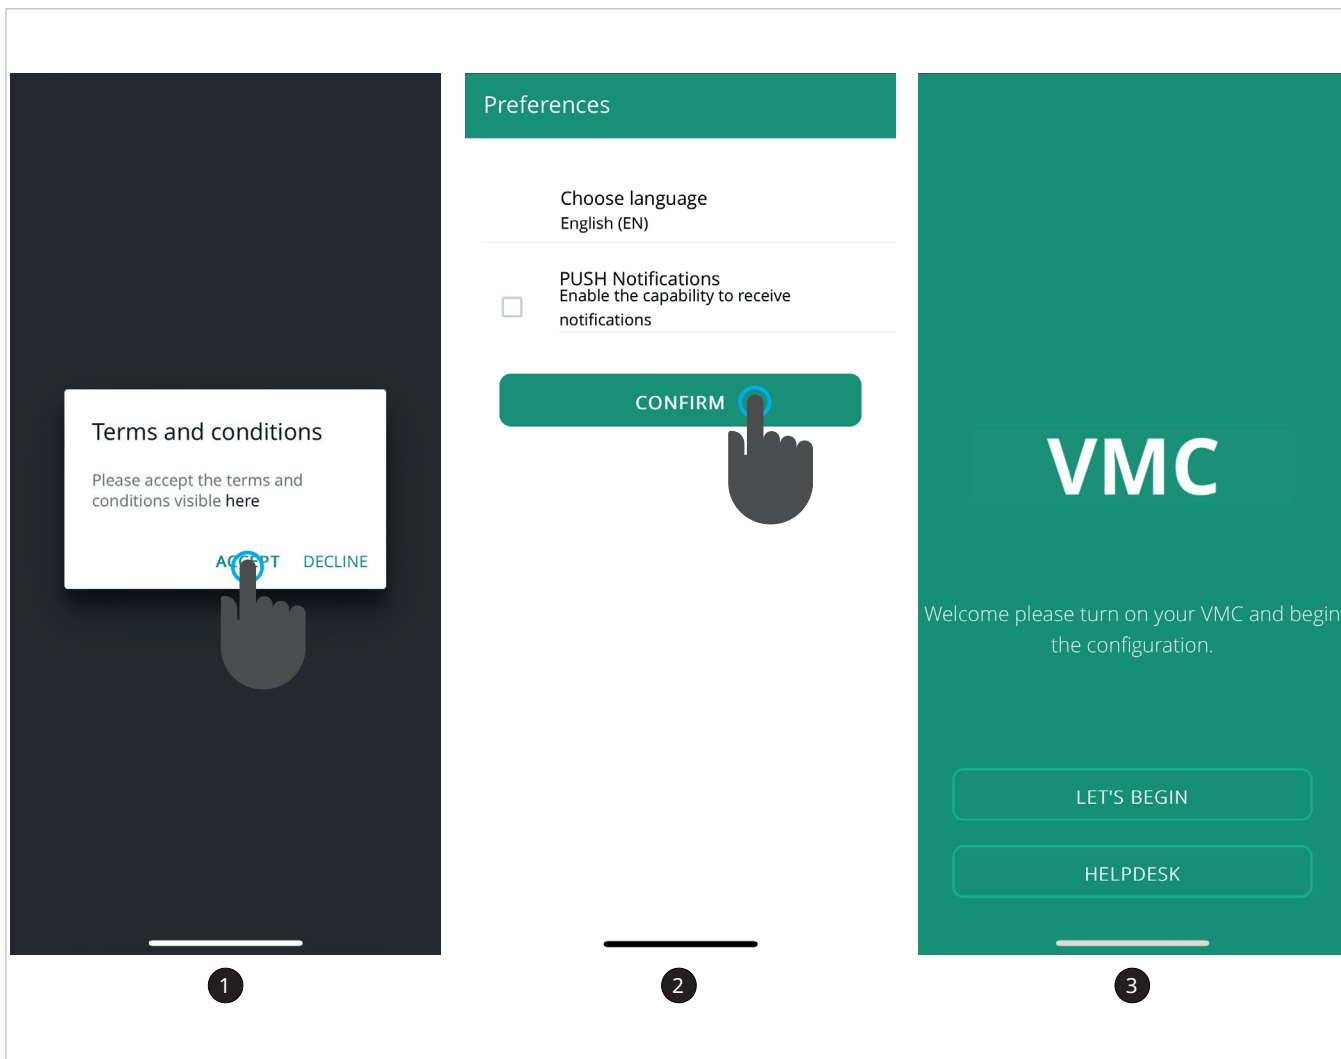 Terms and conditions
Please accept the terms and
conditions visible here
ACCEPT DECLINE
1
Preferences
Choose language
English (EN)
PUSH Notifications
Enable the capability to receive
notifications
CONFIRM
2
VMC
Welcome please turn on your VMC and begin
the configuration.
LET'S BEGIN
HELPDESK
3